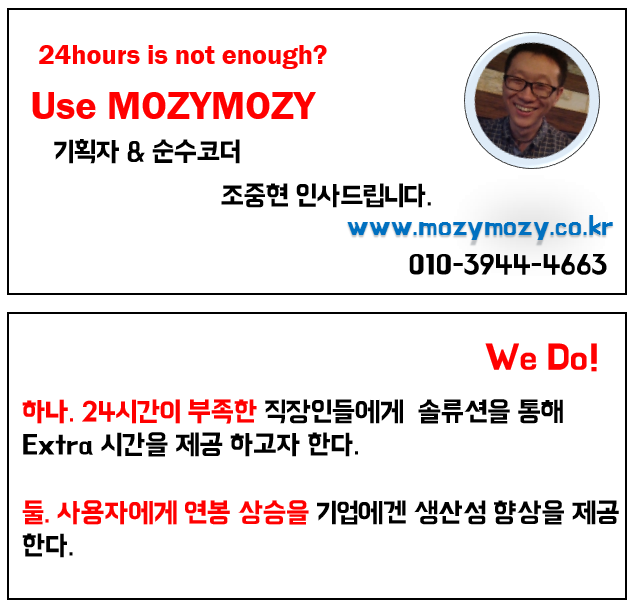 24hours is not enough?
Use MOZYMOZY
기획자 & 순수코더
조중현 인사드립니다.
www.mozymozy.co.kr
010-3944-4663
We Do!
하나. 24시간이 부족한 직장인들에게 솔류션을 통해
Extra 시간을 제공 하고자 한다.
둘. 사용자에게 연봉 상승을 기업에겐 생산성 향상을 제공
한다.